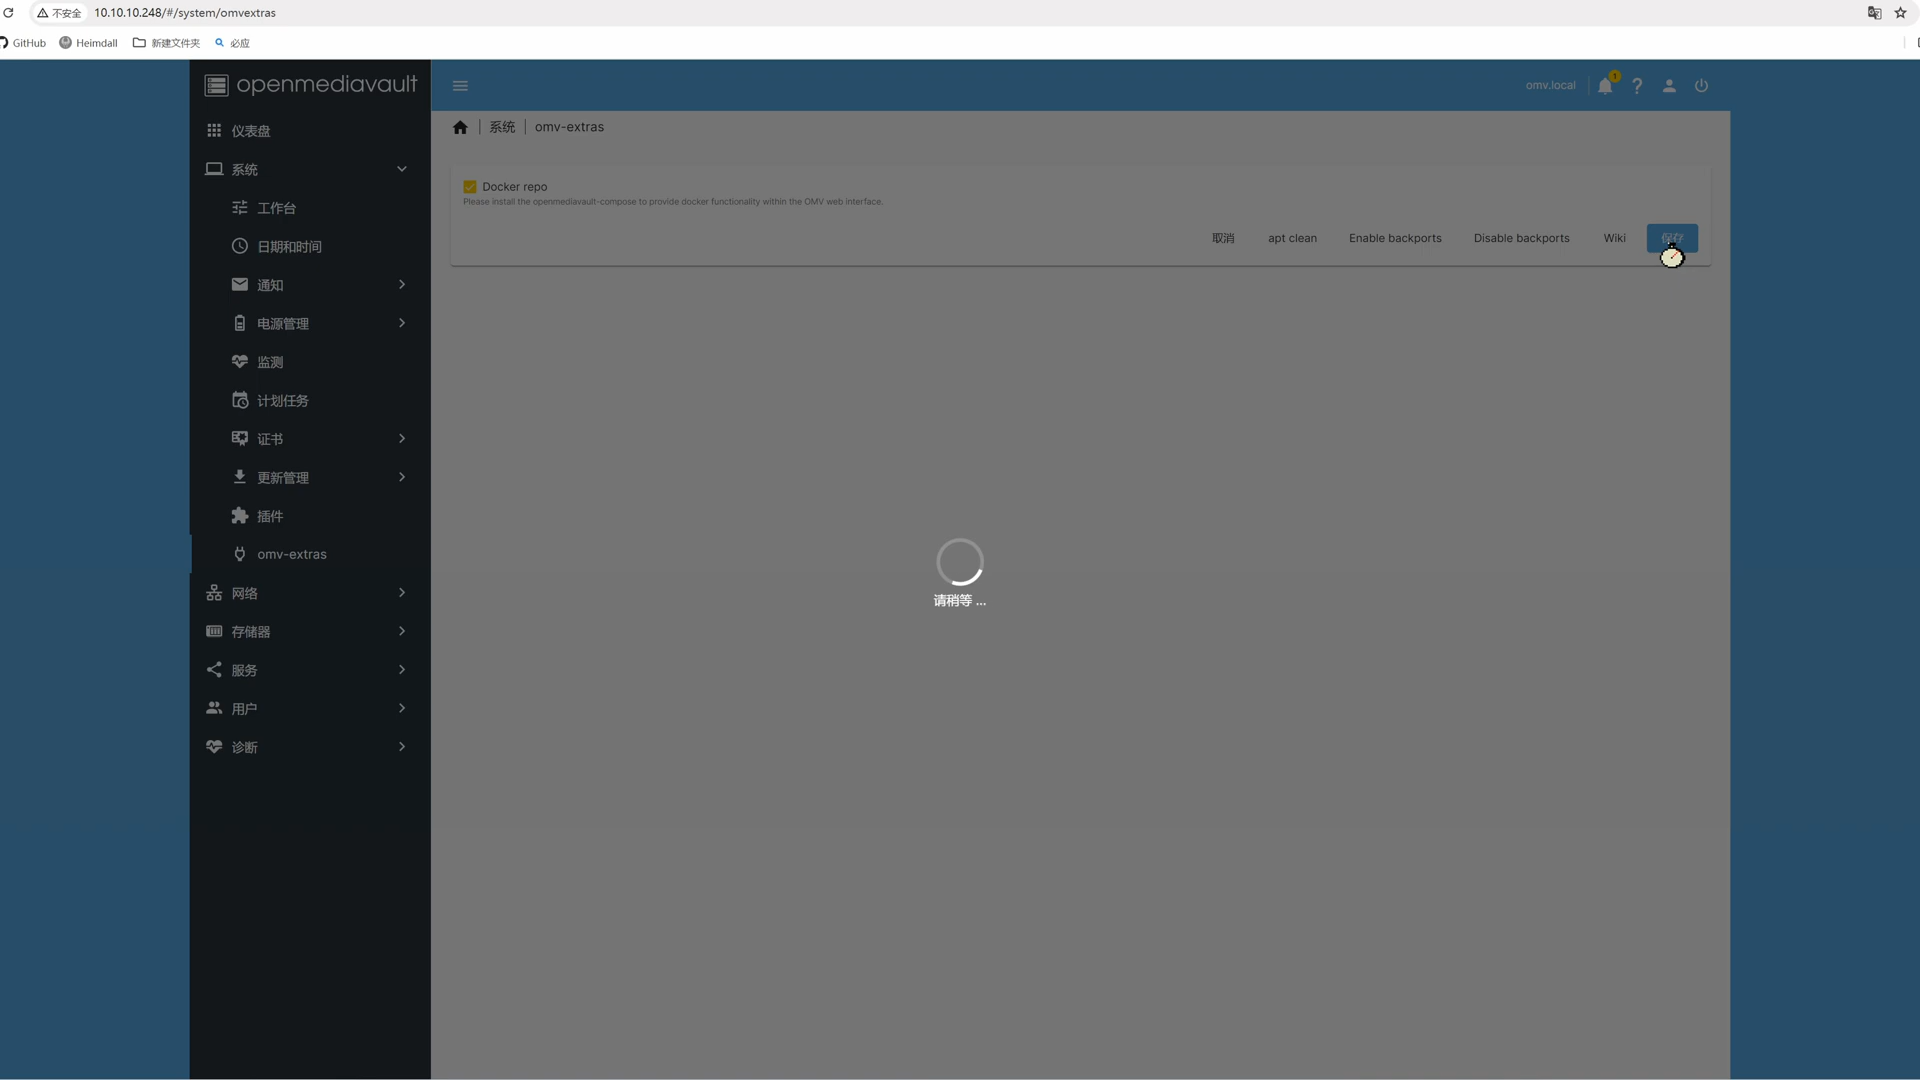 不安全 10.10.10.248/#/system/omvextras
GitHub Heimdall 新建文件夹 必应
openmediavault
omv.local 1
仪表盘
系统
工作台
日期和时间
通知
电源管理
监测
计划任务
证书
更新管理
插件
omv-extras
网络
存储器
服务
用户
诊断
系统 omv-extras
Docker repo
Please install the openmediavault-compose to provide docker functionality within the OMV web interface.
取消 apt clean Enable backports Disable backports Wiki 保存
请稍等 ...